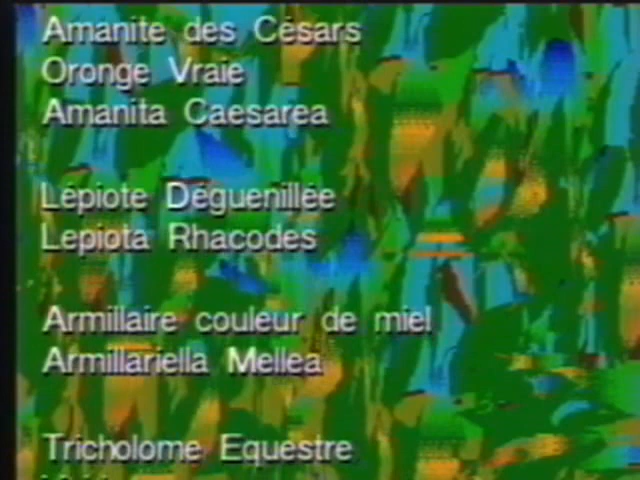 Amanite des Césars
Oronge Vraie
Amanita Caesarea
Lépiote Déguenillée
Lepiota Rhacodes
Armillaire couleur de miel
Armillariella Mellea
Tricholome Equestre